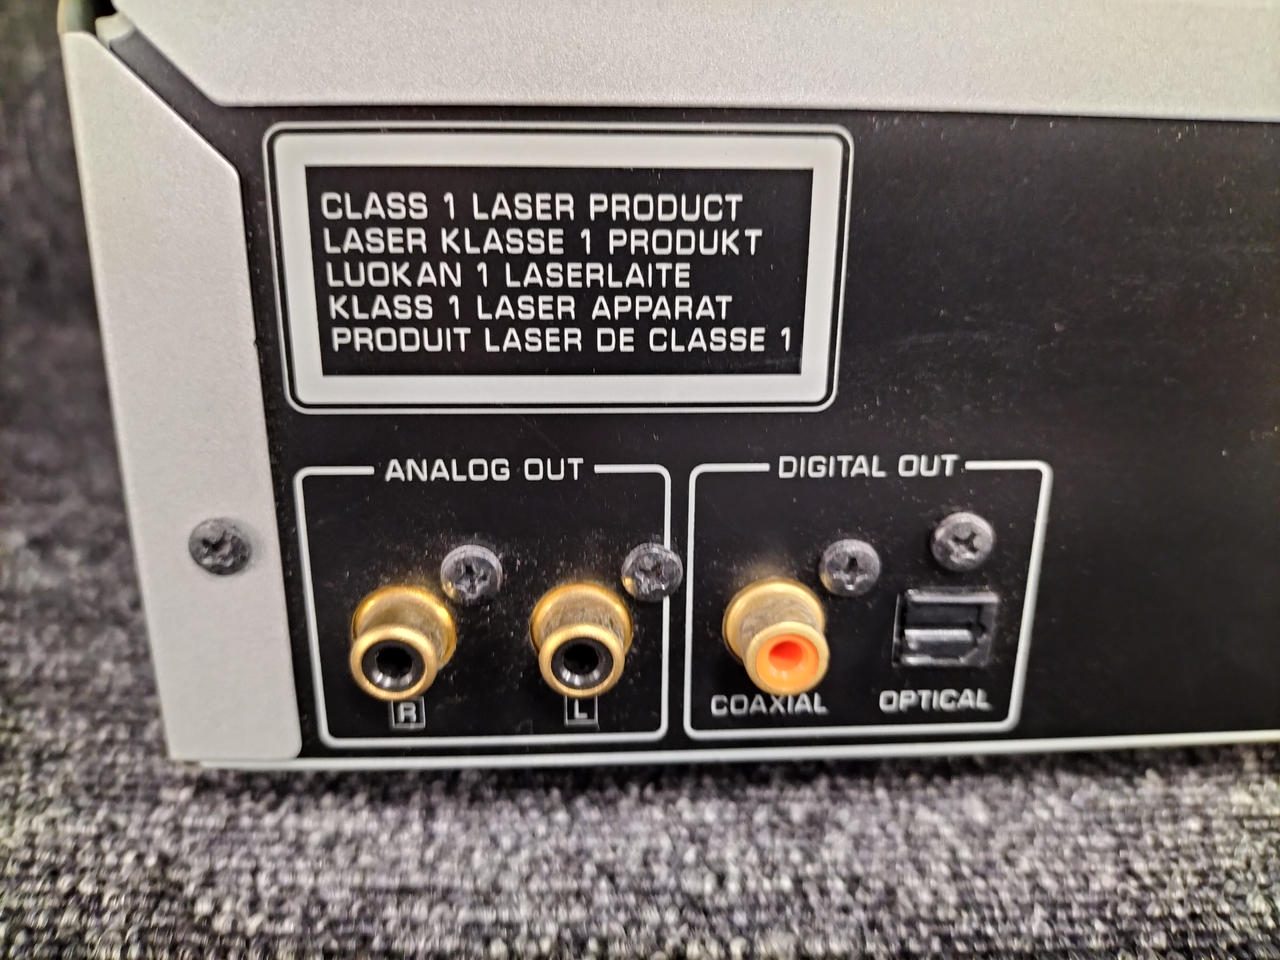 CLASS 1 LASER PRODUCT
LASER KLASSE 1 PRODUKT
LUOKAN 1 LASERLAITE
KLASS 1 LASER APPARAT
PRODUIT LASER DE CLASSE 1
ANALOG OUT
DIGITAL OUT
R
L
COAXIAL
OPTICAL